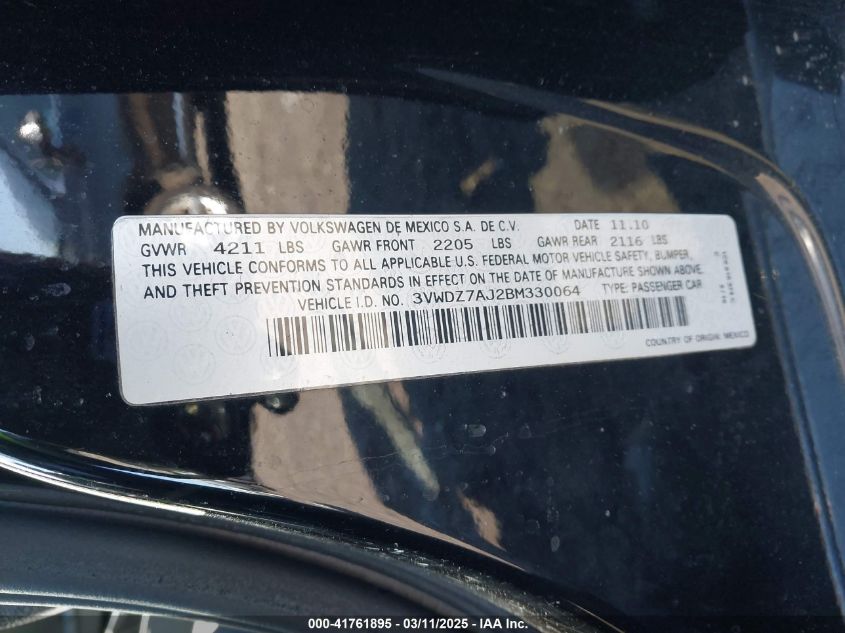 MANUFACTURED BY VOLKSWAGEN DE MEXICO S.A. DE C.V. DATE 11.10
GVWR 4211 LBS GAWR FRONT 2205 LBS GAWR REAR 2116 LBS
THIS VEHICLE CONFORMS TO ALL APPLICABLE U.S. FEDERAL MOTOR VEHICLE SAFETY, BUMPER,
AND THEFT PREVENTION STANDARDS IN EFFECT ON THE DATE OF MANUFACTURE SHOWN ABOVE.
VEHICLE I.D. NO. 3VWDZ7AJ2BM330064 TYPE: PASSENGER CAR
COUNTRY OF ORIGIN: MEXICO
000-41761895 - 03/11/2025 - IAA Inc.